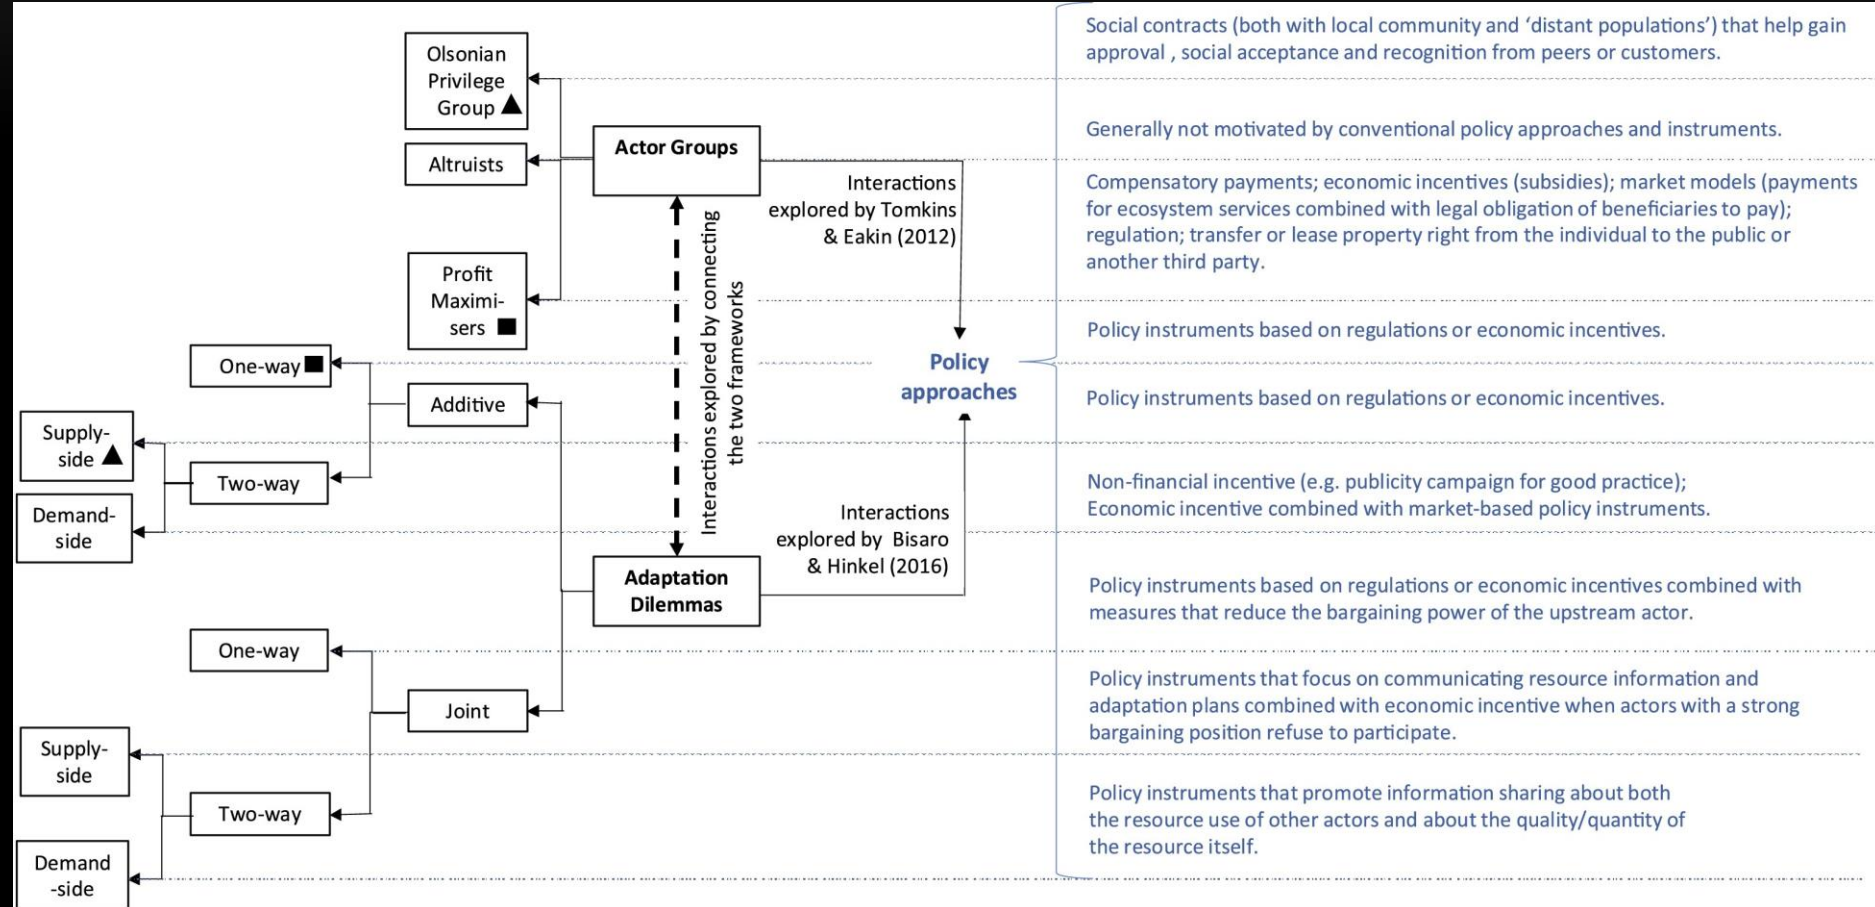 Olsonian
Privilege
Group
Altruists
Profit
Maximi-
sers
Actor Groups
Interactions
explored by Tomkins
& Eakin (2012)
Interactions explored by connecting
the two frameworks
One-way
Additive
Supply-
side
Two-way
Demand-
side
Policy
approaches
Interactions
explored by Bisaro
& Hinkel (2016)
Adaptation
Dilemmas
One-way
Joint
Supply-
side
Two-way
Demand
-side
Social contracts (both with local community and ‘distant populations’) that help gain
approval , social acceptance and recognition from peers or customers.
Generally not motivated by conventional policy approaches and instruments.
Compensatory payments; economic incentives (subsidies); market models (payments
for ecosystem services combined with legal obligation of beneficiaries to pay);
regulation; transfer or lease property right from the individual to the public or
another third party.
Policy instruments based on regulations or economic incentives.
Policy instruments based on regulations or economic incentives.
Non-financial incentive (e.g. publicity campaign for good practice);
Economic incentive combined with market-based policy instruments.
Policy instruments based on regulations or economic incentives combined with
measures that reduce the bargaining power of the upstream actor.
Policy instruments that focus on communicating resource information and
adaptation plans combined with economic incentive when actors with a strong
bargaining position refuse to participate.
Policy instruments that promote information sharing about both
the resource use of other actors and about the quality/quantity of
the resource itself.